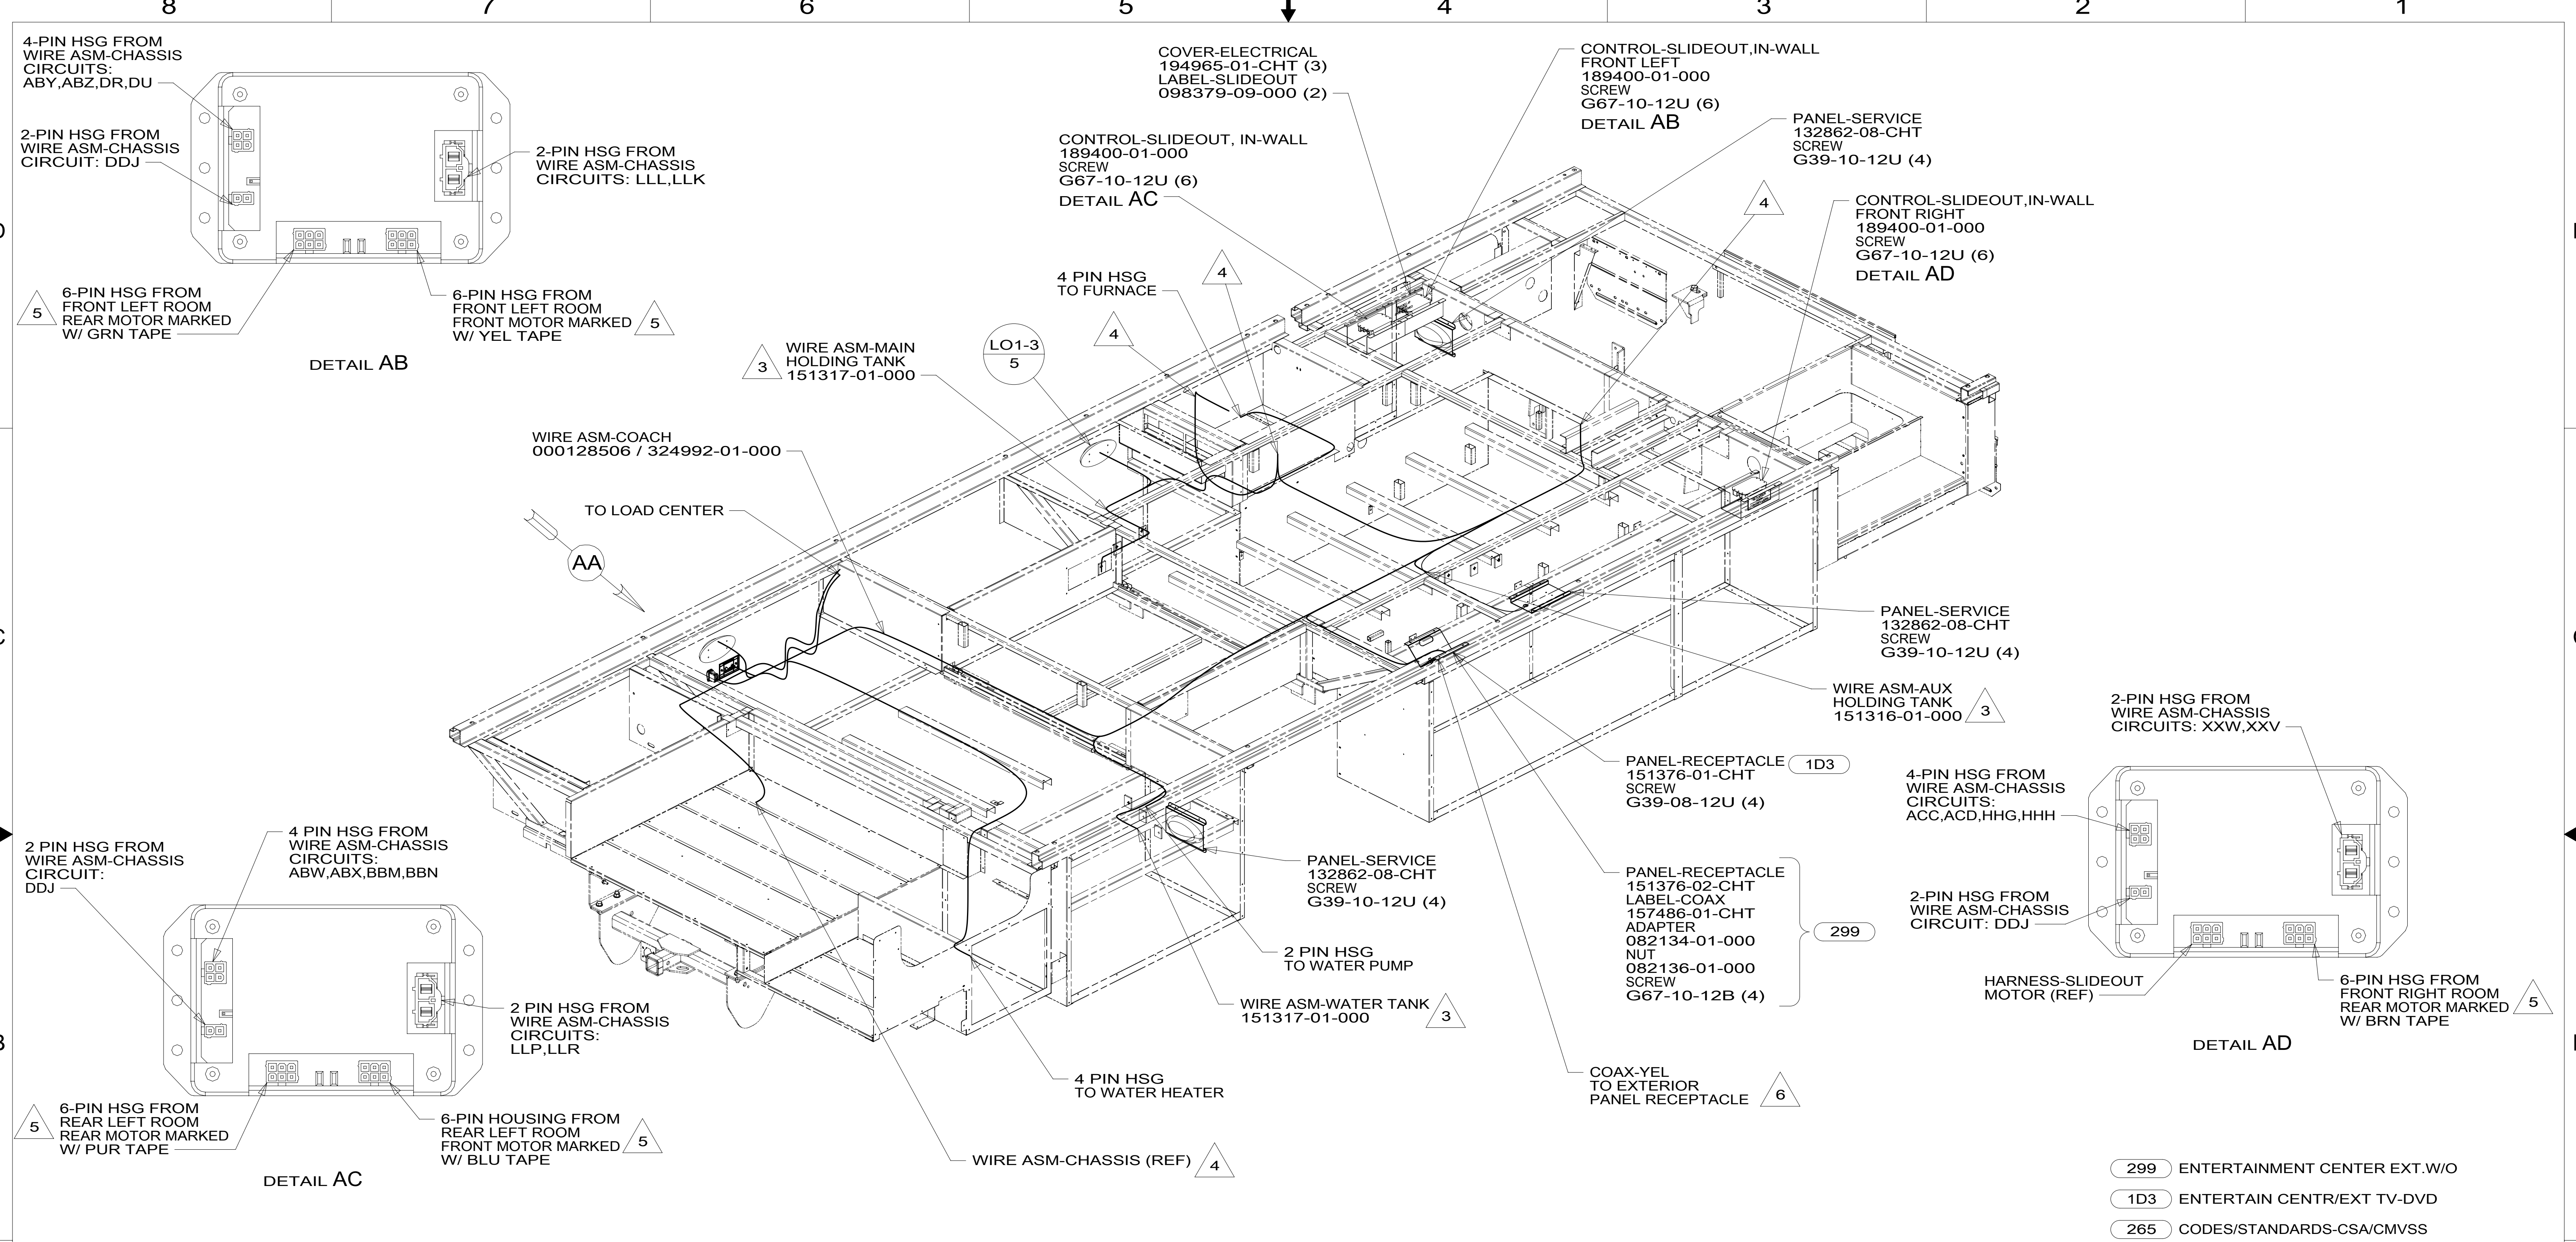 8 7 6 5 4 3 2 1
4-PIN HSG FROM
WIRE ASM-CHASSIS
CIRCUITS:
ABY,ABZ,DR,DU
2-PIN HSG FROM
WIRE ASM-CHASSIS
CIRCUIT: DDJ
2-PIN HSG FROM
WIRE ASM-CHASSIS
CIRCUITS: LLL,LLK
5
6-PIN HSG FROM
FRONT LEFT ROOM
REAR MOTOR MARKED
W/ GRN TAPE
6-PIN HSG FROM
FRONT LEFT ROOM
FRONT MOTOR MARKED
W/ YEL TAPE
5
DETAIL AB
COVER-ELECTRICAL
194965-01-CHT (3)
LABEL-SLIDEOUT
098379-09-000 (2)
CONTROL-SLIDEOUT,IN-WALL
FRONT LEFT
189400-01-000
SCREW
G67-10-12U (6)
DETAIL AB
CONTROL-SLIDEOUT, IN-WALL
189400-01-000
SCREW
G67-10-12U (6)
DETAIL AC
PANEL-SERVICE
132862-08-CHT
SCREW
G39-10-12U (4)
4
CONTROL-SLIDEOUT,IN-WALL
FRONT RIGHT
189400-01-000
SCREW
G67-10-12U (6)
DETAIL AD
4 PIN HSG
TO FURNACE
4
4
LO1-3
5
3
WIRE ASM-MAIN
HOLDING TANK
151317-01-000
WIRE ASM-COACH
000128506 / 324992-01-000
TO LOAD CENTER
AA
PANEL-SERVICE
132862-08-CHT
SCREW
G39-10-12U (4)
WIRE ASM-AUX
HOLDING TANK
151316-01-000
3
PANEL-RECEPTACLE
151376-01-CHT
SCREW
G39-08-12U (4)
1D3
PANEL-RECEPTACLE
151376-02-CHT
LABEL-COAX
157486-01-CHT
ADAPTER
082134-01-000
NUT
082136-01-000
SCREW
G67-10-12B (4)
299
PANEL-SERVICE
132862-08-CHT
SCREW
G39-10-12U (4)
2 PIN HSG
TO WATER PUMP
WIRE ASM-WATER TANK
151317-01-000
3
4 PIN HSG
TO WATER HEATER
COAX-YEL
TO EXTERIOR
PANEL RECEPTACLE
6
WIRE ASM-CHASSIS (REF)
4
2 PIN HSG FROM
WIRE ASM-CHASSIS
CIRCUIT:
DDJ
4 PIN HSG FROM
WIRE ASM-CHASSIS
CIRCUITS:
ABW,ABX,BBM,BBN
2 PIN HSG FROM
WIRE ASM-CHASSIS
CIRCUITS:
LLP,LLR
5
6-PIN HSG FROM
REAR LEFT ROOM
REAR MOTOR MARKED
W/ PUR TAPE
6-PIN HOUSING FROM
REAR LEFT ROOM
FRONT MOTOR MARKED
W/ BLU TAPE
5
DETAIL AC
2-PIN HSG FROM
WIRE ASM-CHASSIS
CIRCUITS: XXW,XXV
4-PIN HSG FROM
WIRE ASM-CHASSIS
CIRCUITS:
ACC,ACD,HHG,HHH
2-PIN HSG FROM
WIRE ASM-CHASSIS
CIRCUIT: DDJ
HARNESS-SLIDEOUT
MOTOR (REF)
6-PIN HSG FROM
FRONT RIGHT ROOM
REAR MOTOR MARKED
W/ BRN TAPE
5
DETAIL AD
299 ENTERTAINMENT CENTER EXT.W/O
1D3 ENTERTAIN CENTR/EXT TV-DVD
265 CODES/STANDARDS-CSA/CMVSS